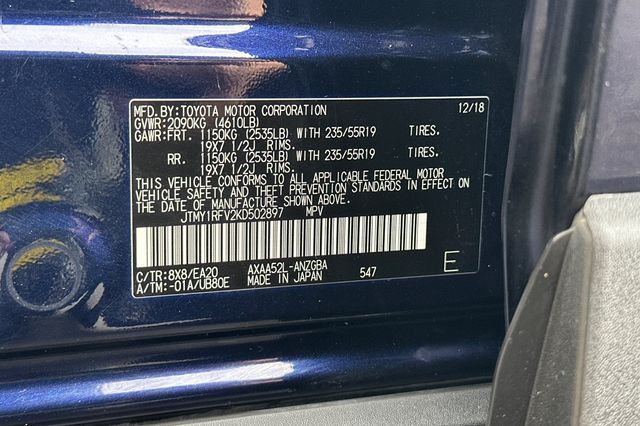 MFD.BY:TOYOTA MOTOR CORPORATION 12/18
GVWR:2090KG (4610LB)
GAWR:FRT. 1150KG (2535LB) WITH 235/55R19 TIRES.
19X7 1/2J RIMS.
RR. 1150KG (2535LB) WITH 235/55R19 TIRES.
19X7 1/2J RIMS.
THIS VEHICLE CONFORMS TO ALL APPLICABLE FEDERAL MOTOR
VEHICLE SAFETY AND THEFT PREVENTION STANDARDS IN EFFECT
ON THE DATE OF MANUFACTURE SHOWN ABOVE.
JTMY1RFV2KD502897 MPV
C/TR:8X8/EA20 AXAA52L-ANZGBA 547 E
A/TM:-01A/UB80E MADE IN JAPAN